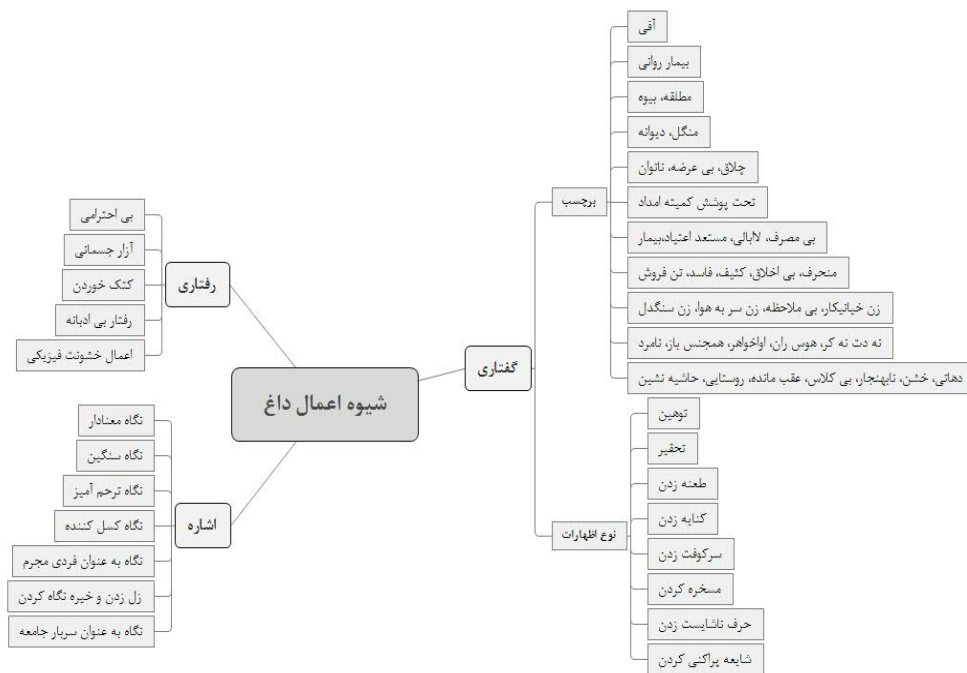 شیوه اعمال داغ
گفتاری
برچسب
آفی
بیمار روانی
مطلقه، بیوه
منگل، دیوانه
چلاق، بی عرضه، ناتوان
تحت پوشش کمیته امداد
بی مصرف، لاابالی، مستعد اعتیاد،بیمار
منحرف، بی اخلاق، کثیف، فاسد، تن فروش
زن خیانیکار، بی ملاحظه، زن سر به هوا، زن سنگدل
نه دت نه کر، هوس ران، اواخواهر، همجنس باز، نامرد
دهاتی، خشن، نابهنجار، بی کلاس، عقب مانده، روستایی، حاشیه نشین
نوع اظهارات
توهین
تحقیر
طعنه زدن
کنایه زدن
سرکوفت زدن
مسخره کردن
حرف ناشایست زدن
شایعه پراکنی کردن
رفتاری
بی احترامی
آزار جسمانی
کتک خوردن
رفتار بی ادبانه
اعمال خشونت فیزیکی
اشاره
نگاه معنادار
نگاه سنگین
نگاه ترحم آمیز
نگاه کسل کننده
نگاه به عنوان فردی مجرم
زل زدن و خیره نگاه کردن
نگاه به عنوان سربار جامعه